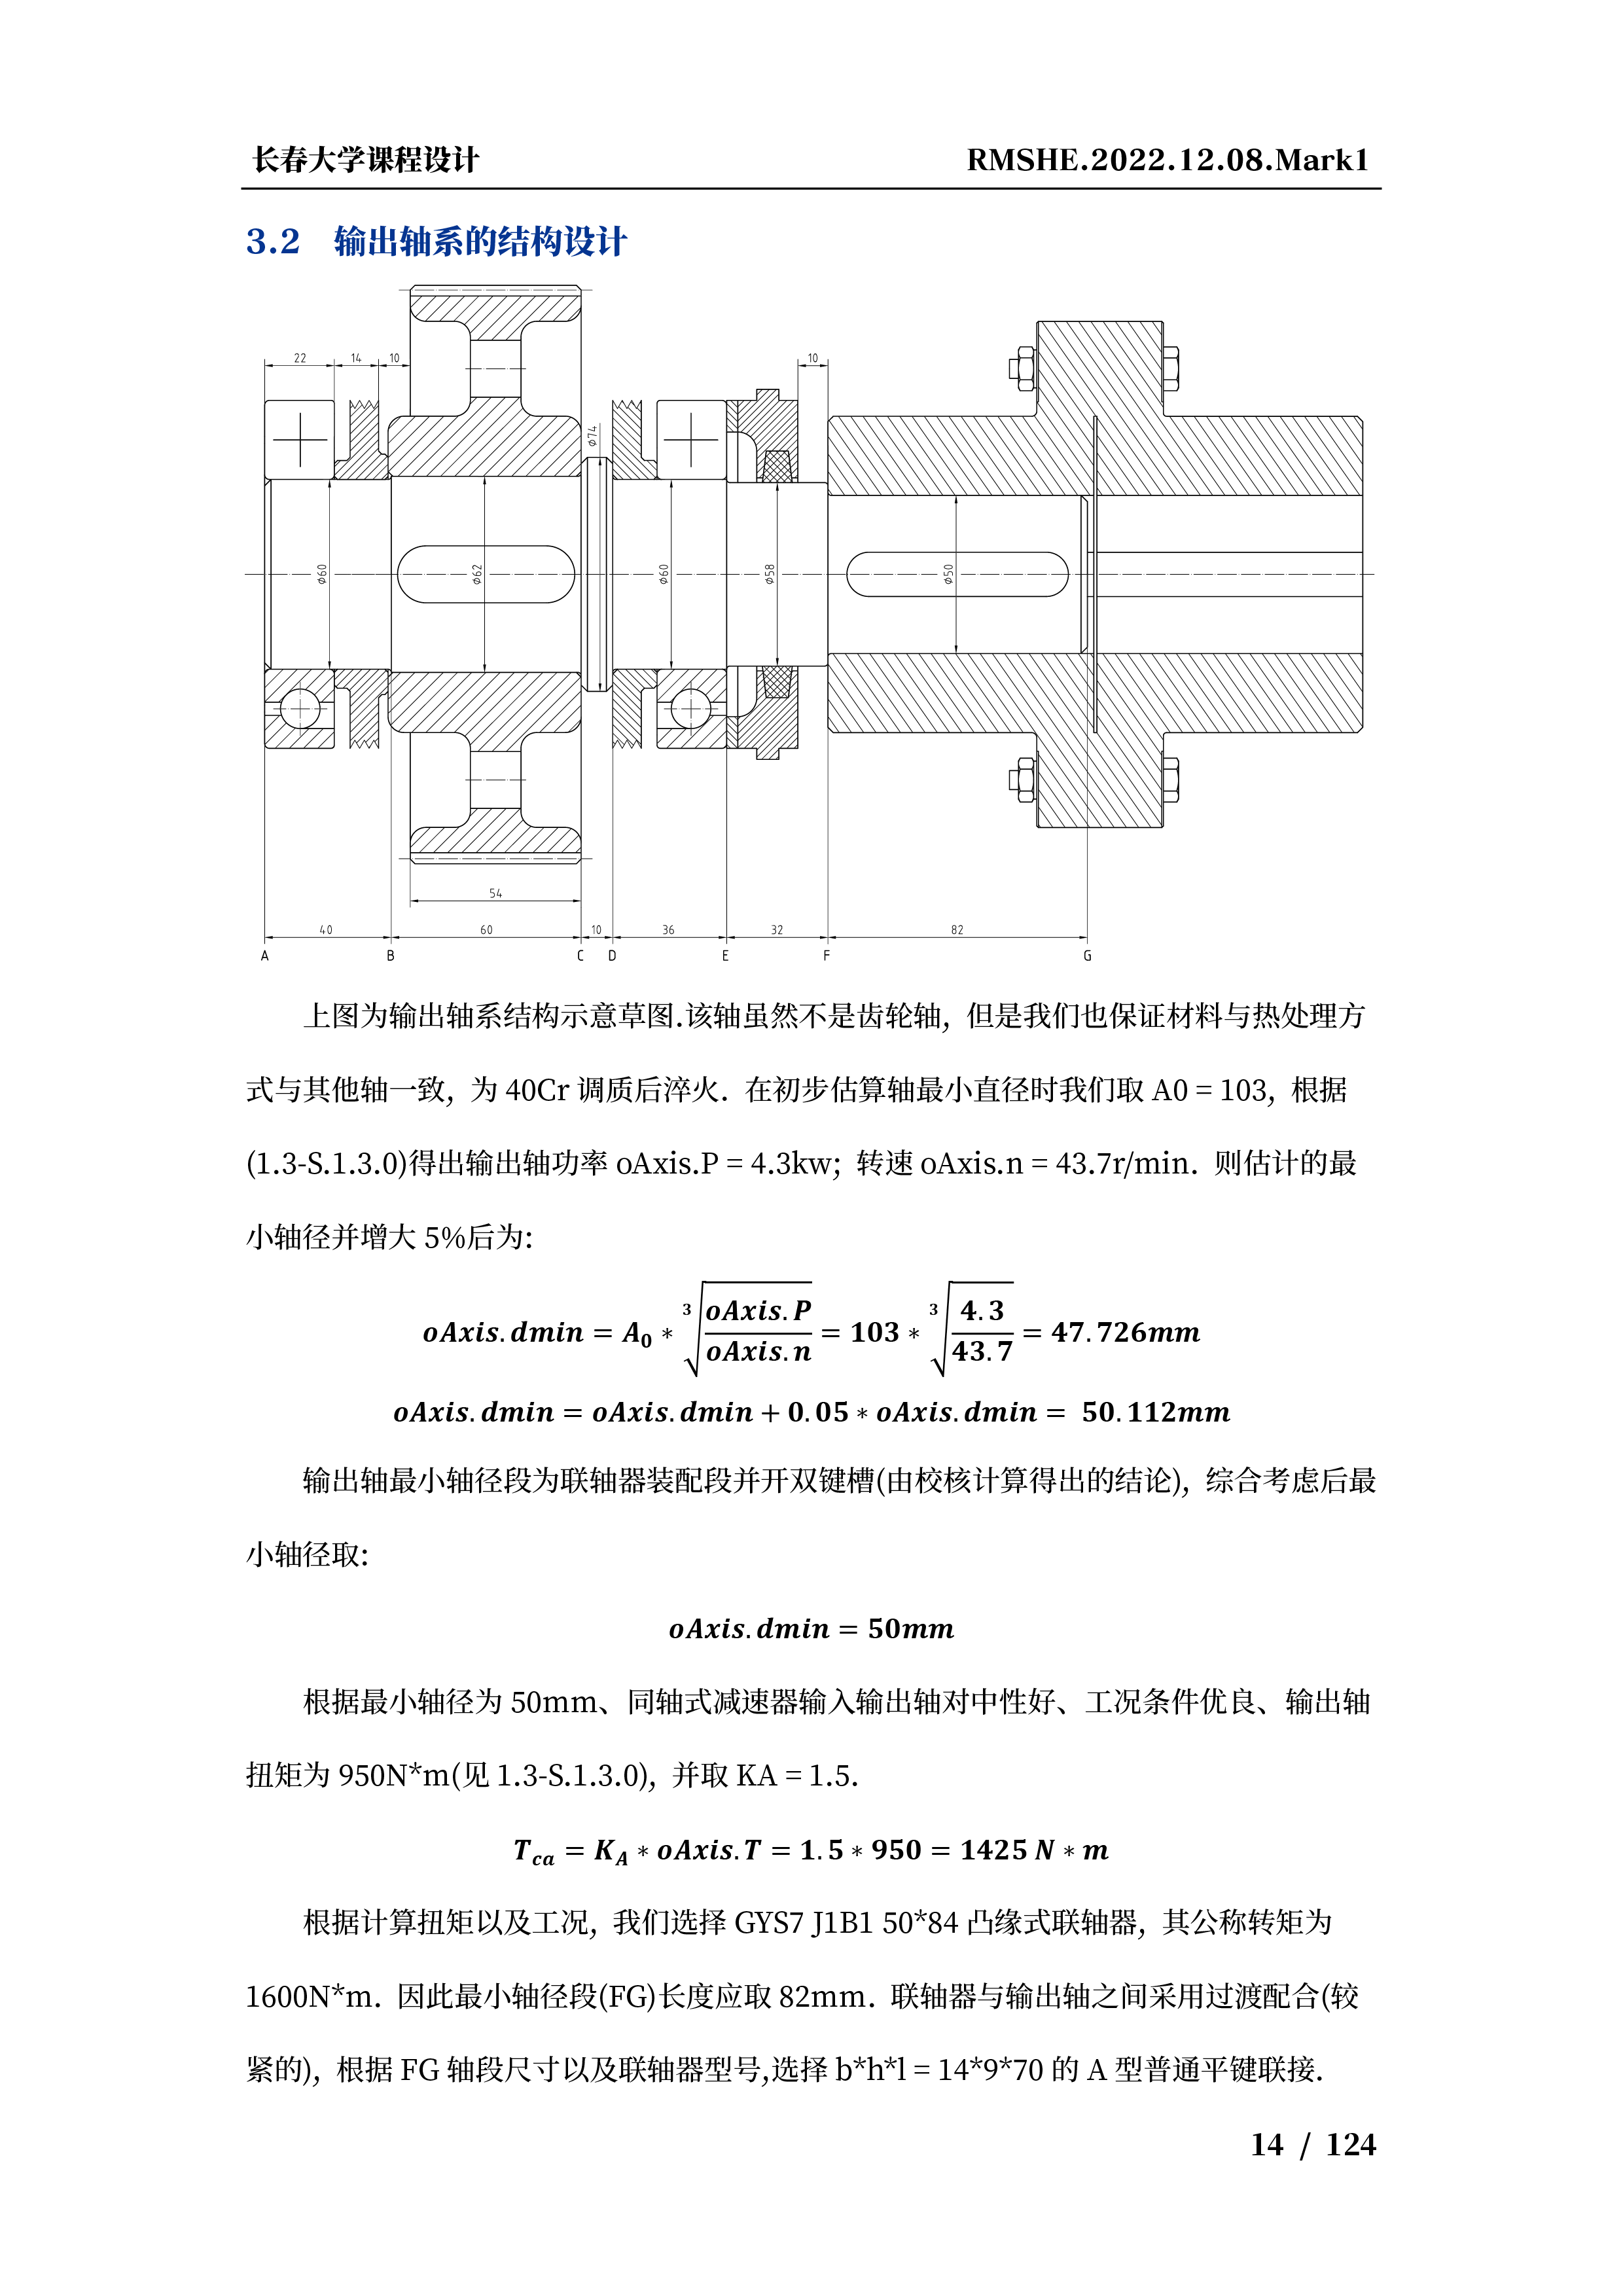 长春大学课程设计 RMSHE.2022.12.08.Mark1
3.2 输出轴系的结构设计
22 14 10 10
φ74
φ60 φ62 φ60 φ58 φ50
54
40 60 10 36 32 82
A B C D E F G
上图为输出轴系结构示意草图.该轴虽然不是齿轮轴，但是我们也保证材料与热处理方
式与其他轴一致，为 40Cr 调质后淬火．在初步估算轴最小直径时我们取 A0 = 103，根据
(1.3-S.1.3.0)得出输出轴功率 oAxis.P = 4.3kw；转速 oAxis.n = 43.7r/min．则估计的最
小轴径并增大 5%后为:
oAxis.dmin = A₀ * ³√(oAxis.P / oAxis.n) = 103 * ³√(4.3 / 43.7) = 47.726mm
oAxis.dmin = oAxis.dmin + 0.05 * oAxis.dmin = 50.112mm
输出轴最小轴径段为联轴器装配段并开双键槽(由校核计算得出的结论)，综合考虑后最
小轴径取:
oAxis.dmin = 50mm
根据最小轴径为 50mm、同轴式减速器输入输出轴对中性好、工况条件优良、输出轴
扭矩为 950N*m(见 1.3-S.1.3.0)，并取 KA = 1.5．
T_ca = K_A * oAxis.T = 1.5 * 950 = 1425 N * m
根据计算扭矩以及工况，我们选择 GYS7 J1B1 50*84 凸缘式联轴器，其公称转矩为
1600N*m．因此最小轴径段(FG)长度应取 82mm．联轴器与输出轴之间采用过渡配合(较
紧的)，根据 FG 轴段尺寸以及联轴器型号,选择 b*h*l = 14*9*70 的 A 型普通平键联接．
14 / 124